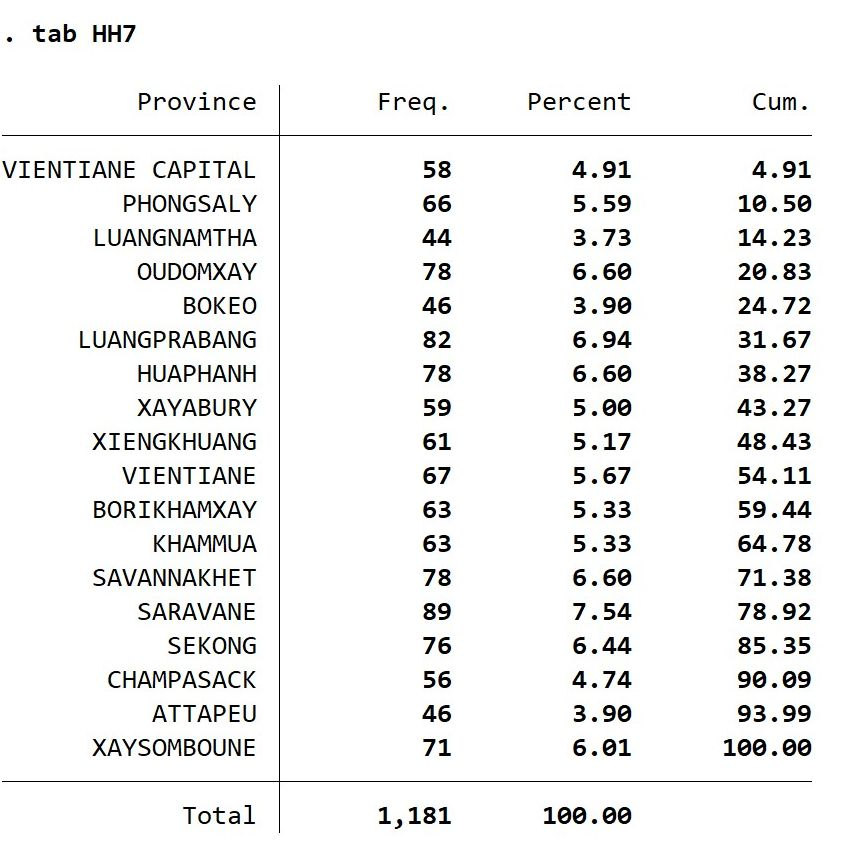 . tab HH7
Province Freq. Percent Cum.
VIENTIANE CAPITAL 58 4.91 4.91
PHONGSALY 66 5.59 10.50
LUANGNAMTHA 44 3.73 14.23
OUDOMXAY 78 6.60 20.83
BOKEO 46 3.90 24.72
LUANGPRABANG 82 6.94 31.67
HUAPHANH 78 6.60 38.27
XAYABURY 59 5.00 43.27
XIENGKHUANG 61 5.17 48.43
VIENTIANE 67 5.67 54.11
BORIKHAMXAY 63 5.33 59.44
KHAMMUA 63 5.33 64.78
SAVANNAKHET 78 6.60 71.38
SARAVANE 89 7.54 78.92
SEKONG 76 6.44 85.35
CHAMPASACK 56 4.74 90.09
ATTAPEU 46 3.90 93.99
XAYSOMBOUNE 71 6.01 100.00
Total 1,181 100.00